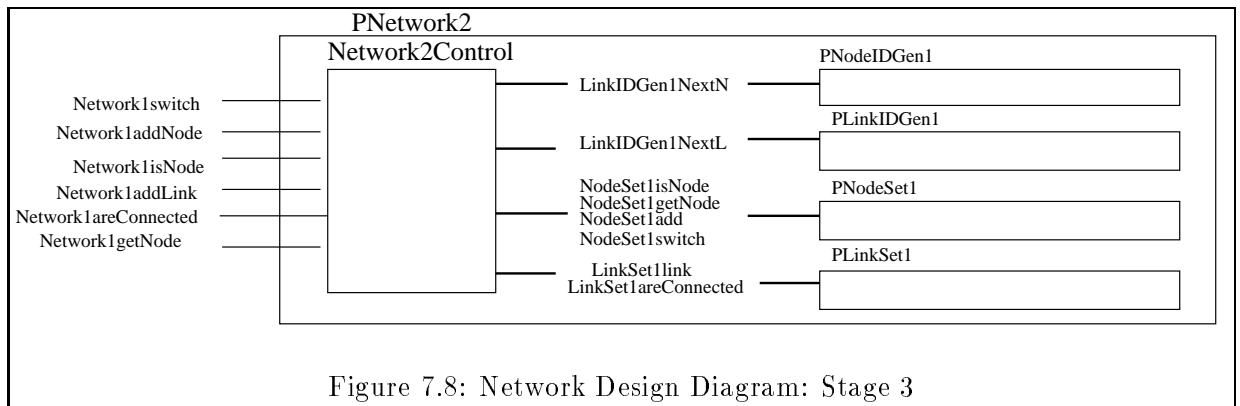 PNetwork2
Network2Control
PNodeIDGen1
LinkIDGen1NextN
Network1switch
Network1addNode
PLinkIDGen1
LinkIDGen1NextL
Network1isNode
Network1addLink
Network1areConnected
Network1getNode
NodeSet1isNode
NodeSet1getNode
NodeSet1add
NodeSet1switch
PNodeSet1
PLinkSet1
LinkSet1link
LinkSet1areConnected
Figure 7.8: Network Design Diagram: Stage 3